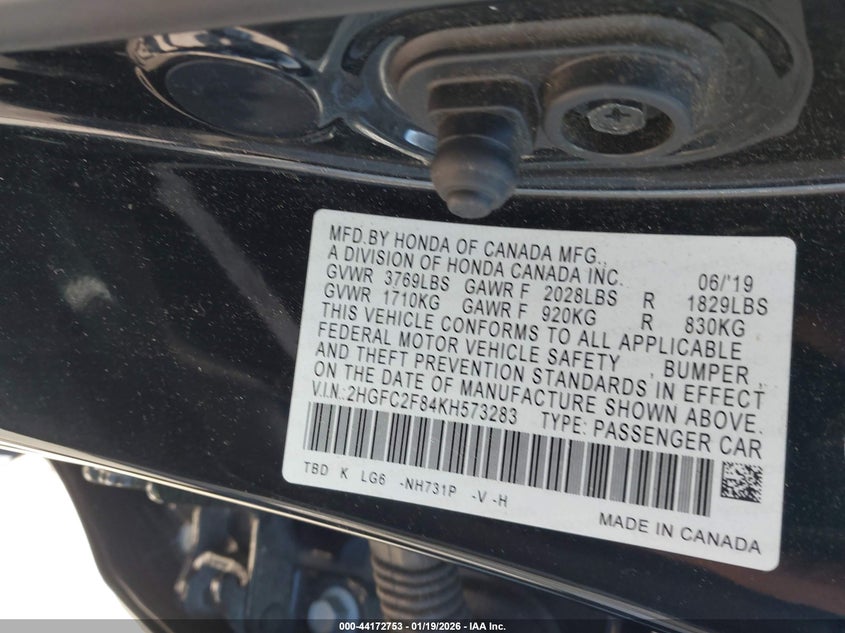 MFD.BY HONDA OF CANADA MFG.,
A DIVISION OF HONDA CANADA INC. 06/'19
GVWR 3769LBS GAWR F 2028LBS R 1829LBS
GVWR 1710KG GAWR F 920KG R 830KG
THIS VEHICLE CONFORMS TO ALL APPLICABLE
FEDERAL MOTOR VEHICLE SAFETY , BUMPER ,
AND THEFT PREVENTION STANDARDS IN EFFECT
ON THE DATE OF MANUFACTURE SHOWN ABOVE.
V.I.N.:2HGFC2F84KH573283 TYPE: PASSENGER CAR
TBD K LG6 -NH731P -V -H
MADE IN CANADA
000-44172753 | 01/19/2026 - IAA Inc.